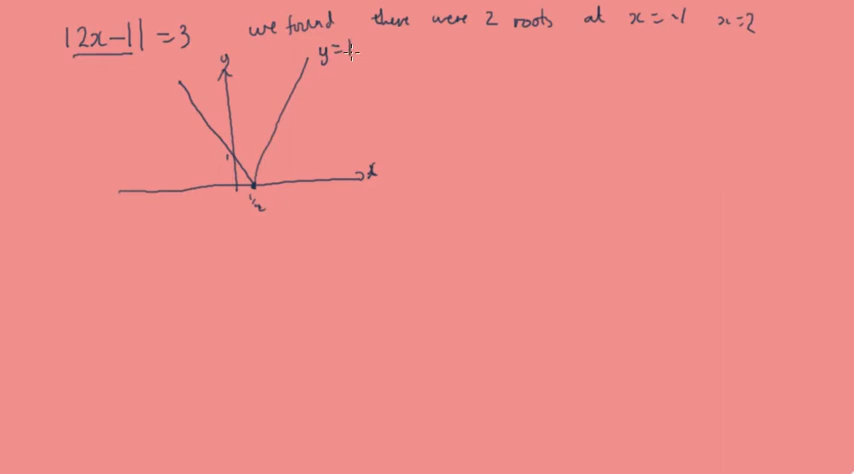 |2x-1| = 3 we found there were 2 roots at x = -1 x = 2
y
y = |
1
x
1/2